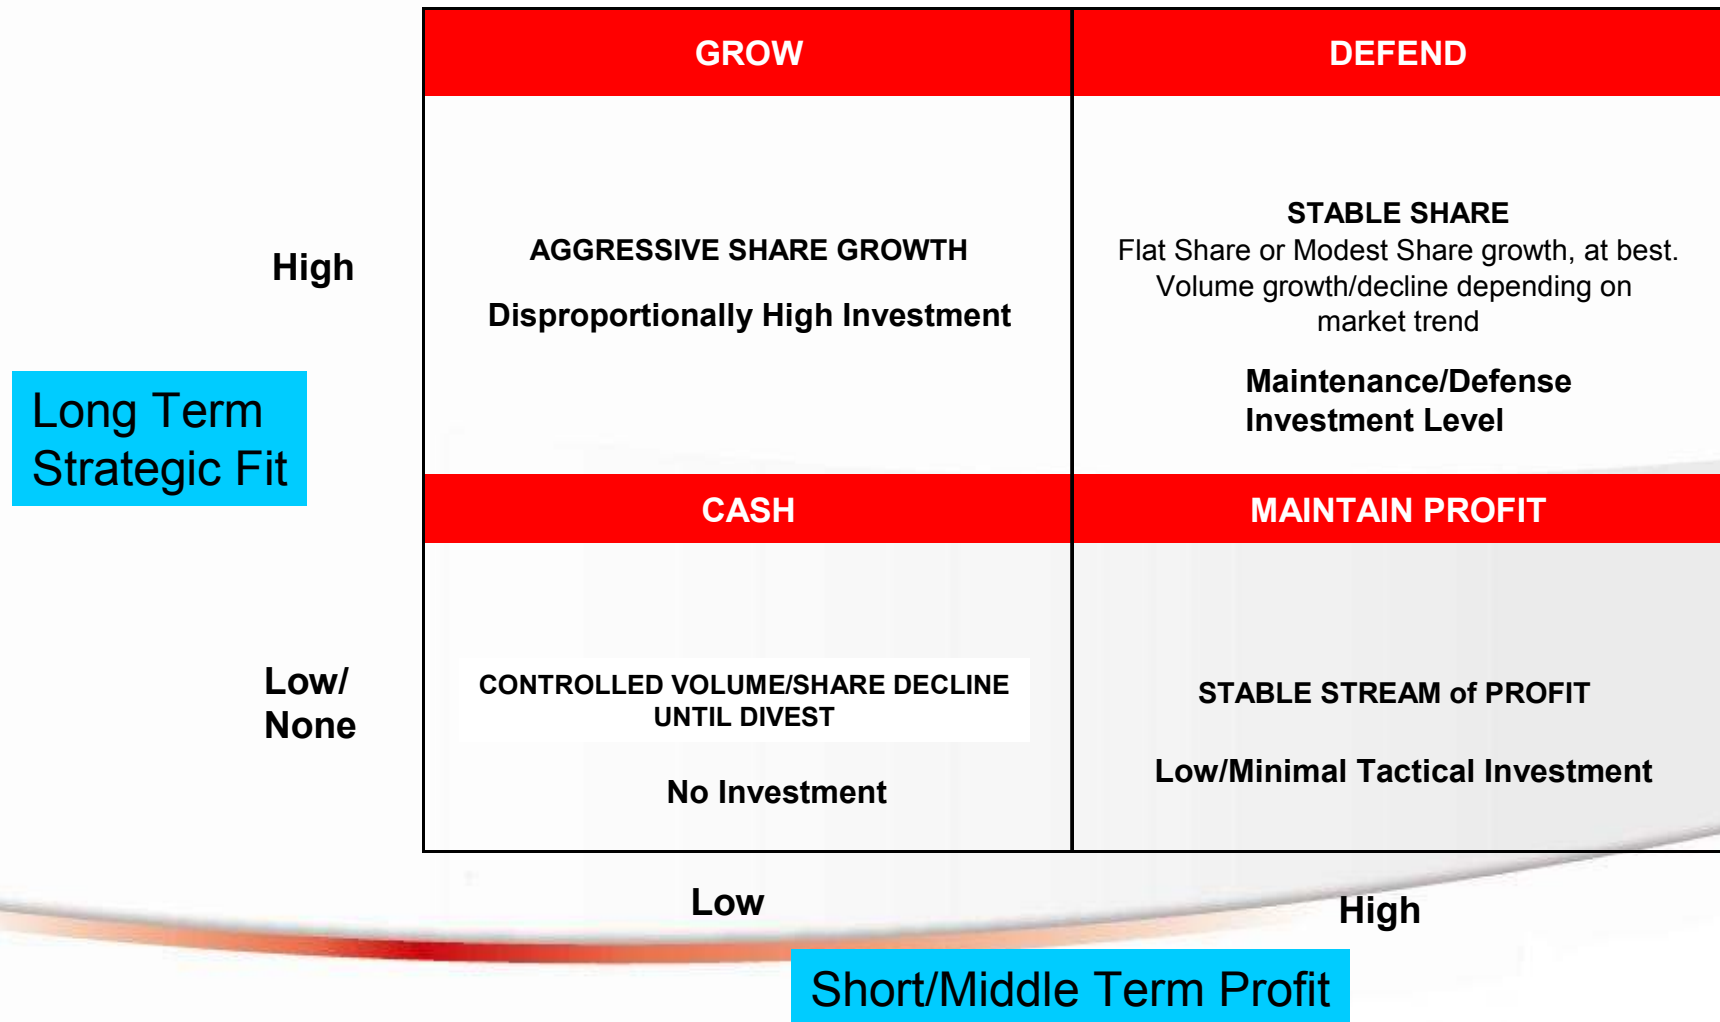 GROW
DEFEND
High
AGGRESSIVE SHARE GROWTH
Disproportionally High Investment
STABLE SHARE
Flat Share or Modest Share growth, at best.
Volume growth/decline depending on
market trend
Maintenance/Defense
Investment Level
Long Term
Strategic Fit
CASH
MAINTAIN PROFIT
Low/
None
CONTROLLED VOLUME/SHARE DECLINE
UNTIL DIVEST
No Investment
STABLE STREAM of PROFIT
Low/Minimal Tactical Investment
Low
High
Short/Middle Term Profit